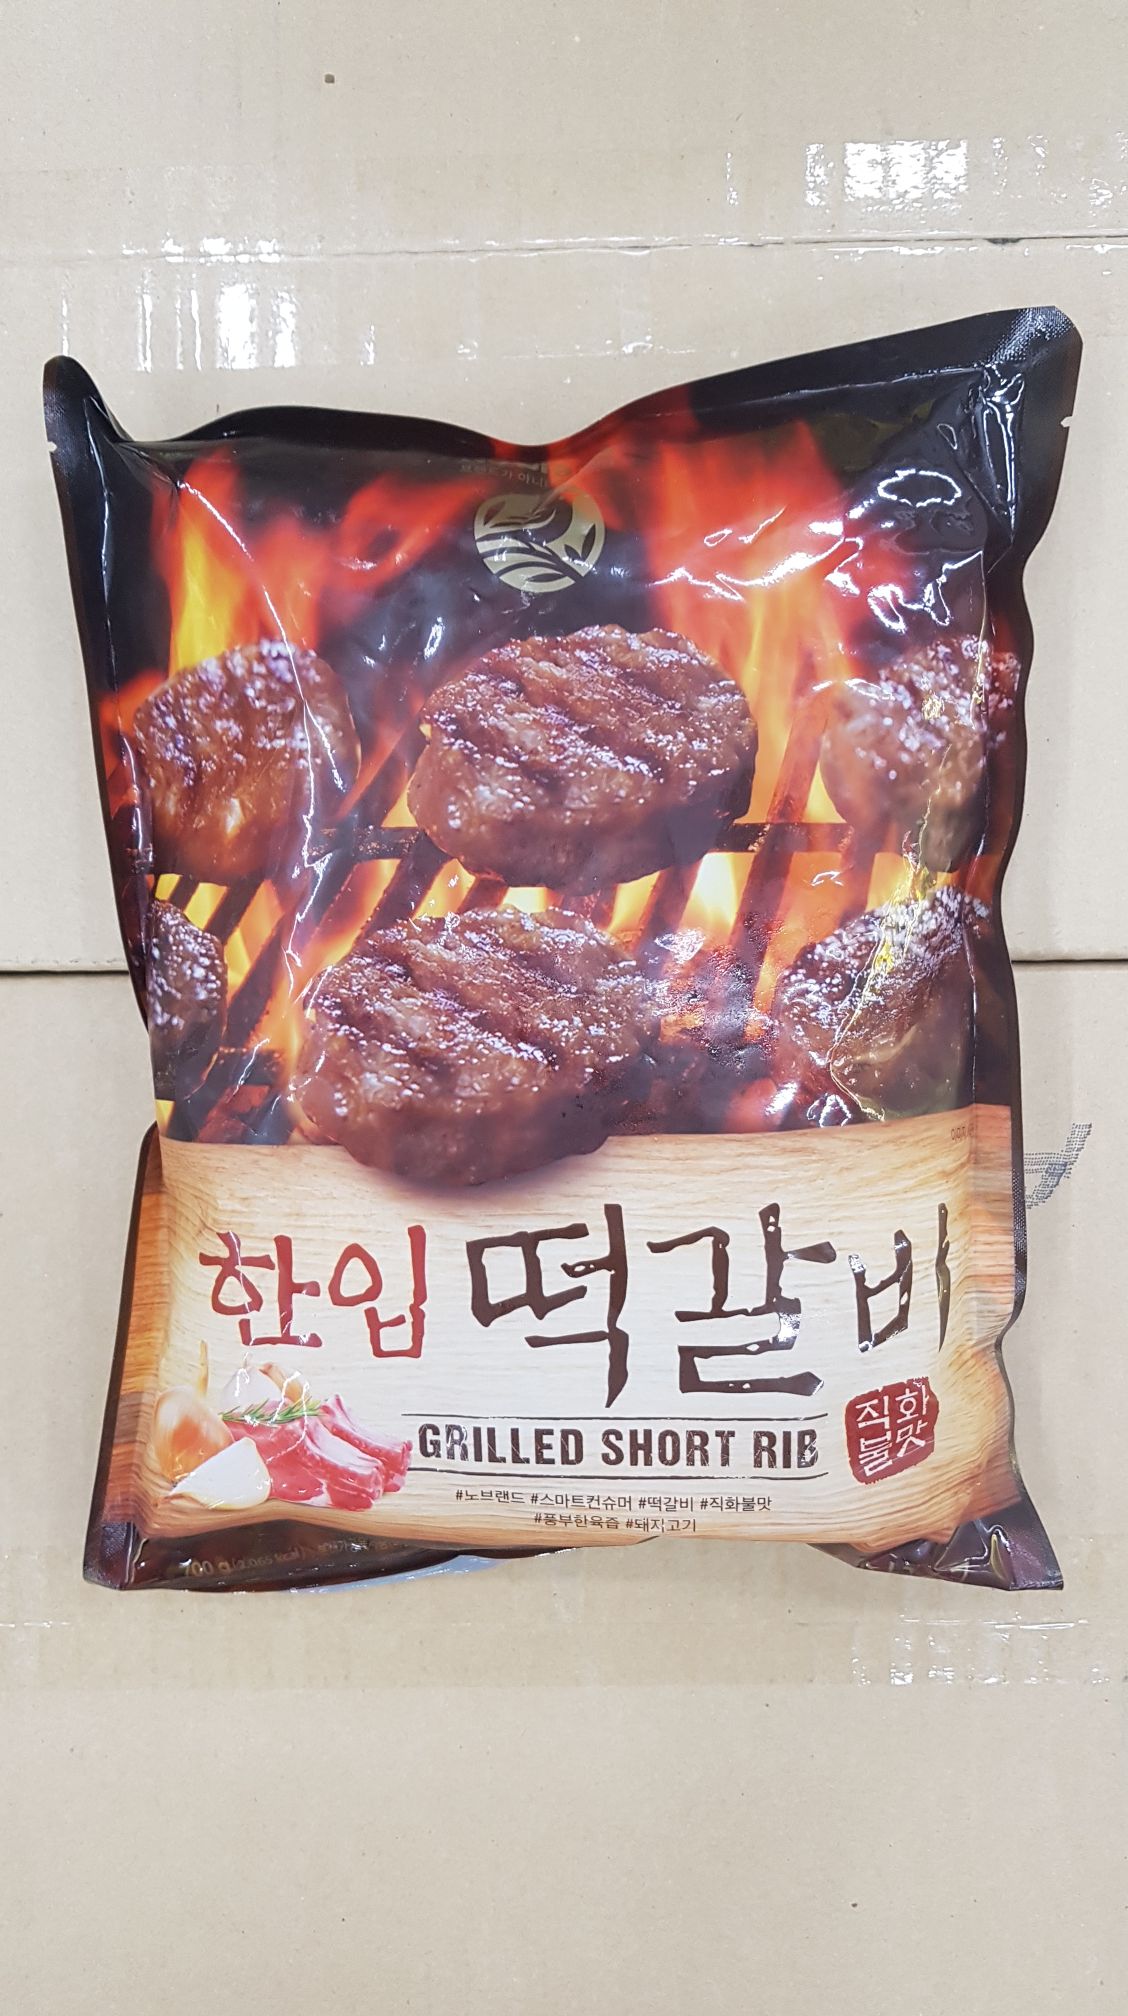 한입 떡갈비
GRILLED SHORT RIB
직화
불맛
#노브랜드 #스마트컨슈머 #떡갈비 #직화불맛
#풍부한육즙 #돼지고기